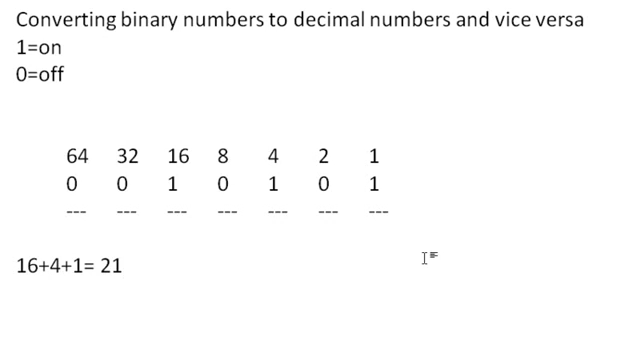 Converting binary numbers to decimal numbers and vice versa
1=on
0=off
64 32 16 8 4 2 1
0 0 1 0 1 0 1
--- --- --- --- --- --- ---
16+4+1= 21